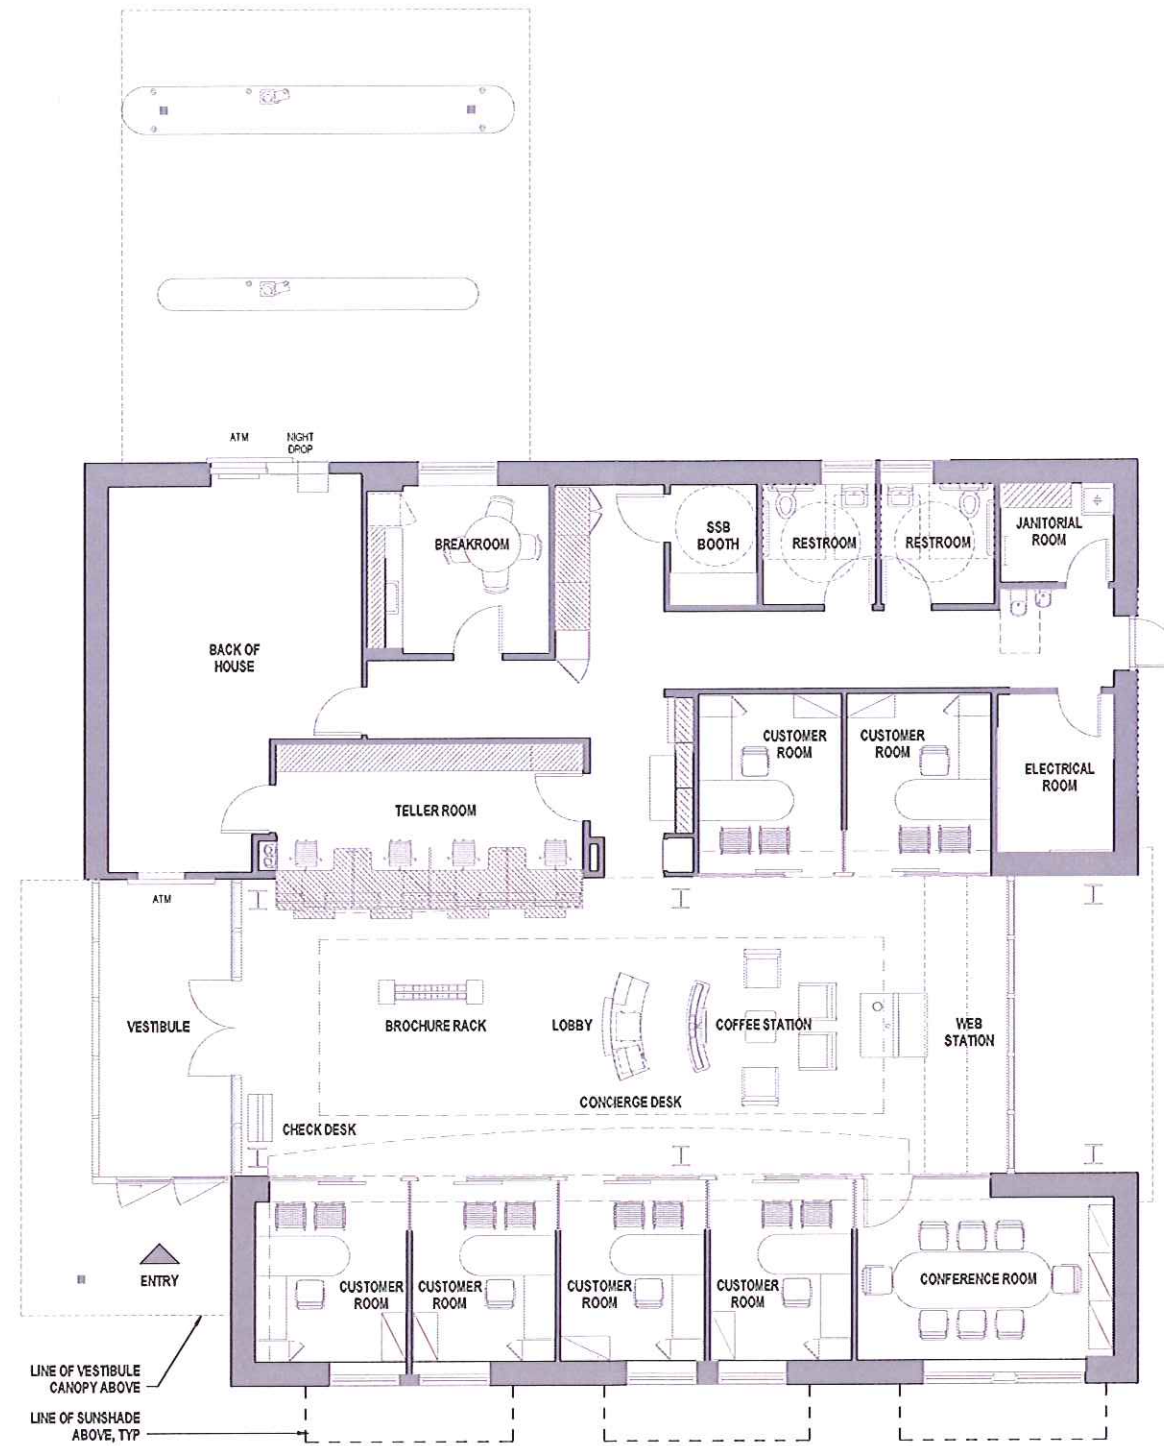 ATM
NIGHT
DROP
BREAKROOM
SSB
BOOTH
RESTROOM
RESTROOM
JANITORIAL
ROOM
BACK OF
HOUSE
CUSTOMER
ROOM
CUSTOMER
ROOM
ELECTRICAL
ROOM
TELLER ROOM
ATM
VESTIBULE
BROCHURE RACK
LOBBY
COFFEE STATION
WEB
STATION
CONCIERGE DESK
CHECK DESK
ENTRY
CUSTOMER
ROOM
CUSTOMER
ROOM
CUSTOMER
ROOM
CUSTOMER
ROOM
CONFERENCE ROOM
LINE OF VESTIBULE
CANOPY ABOVE
LINE OF SUNSHADE
ABOVE, TYP